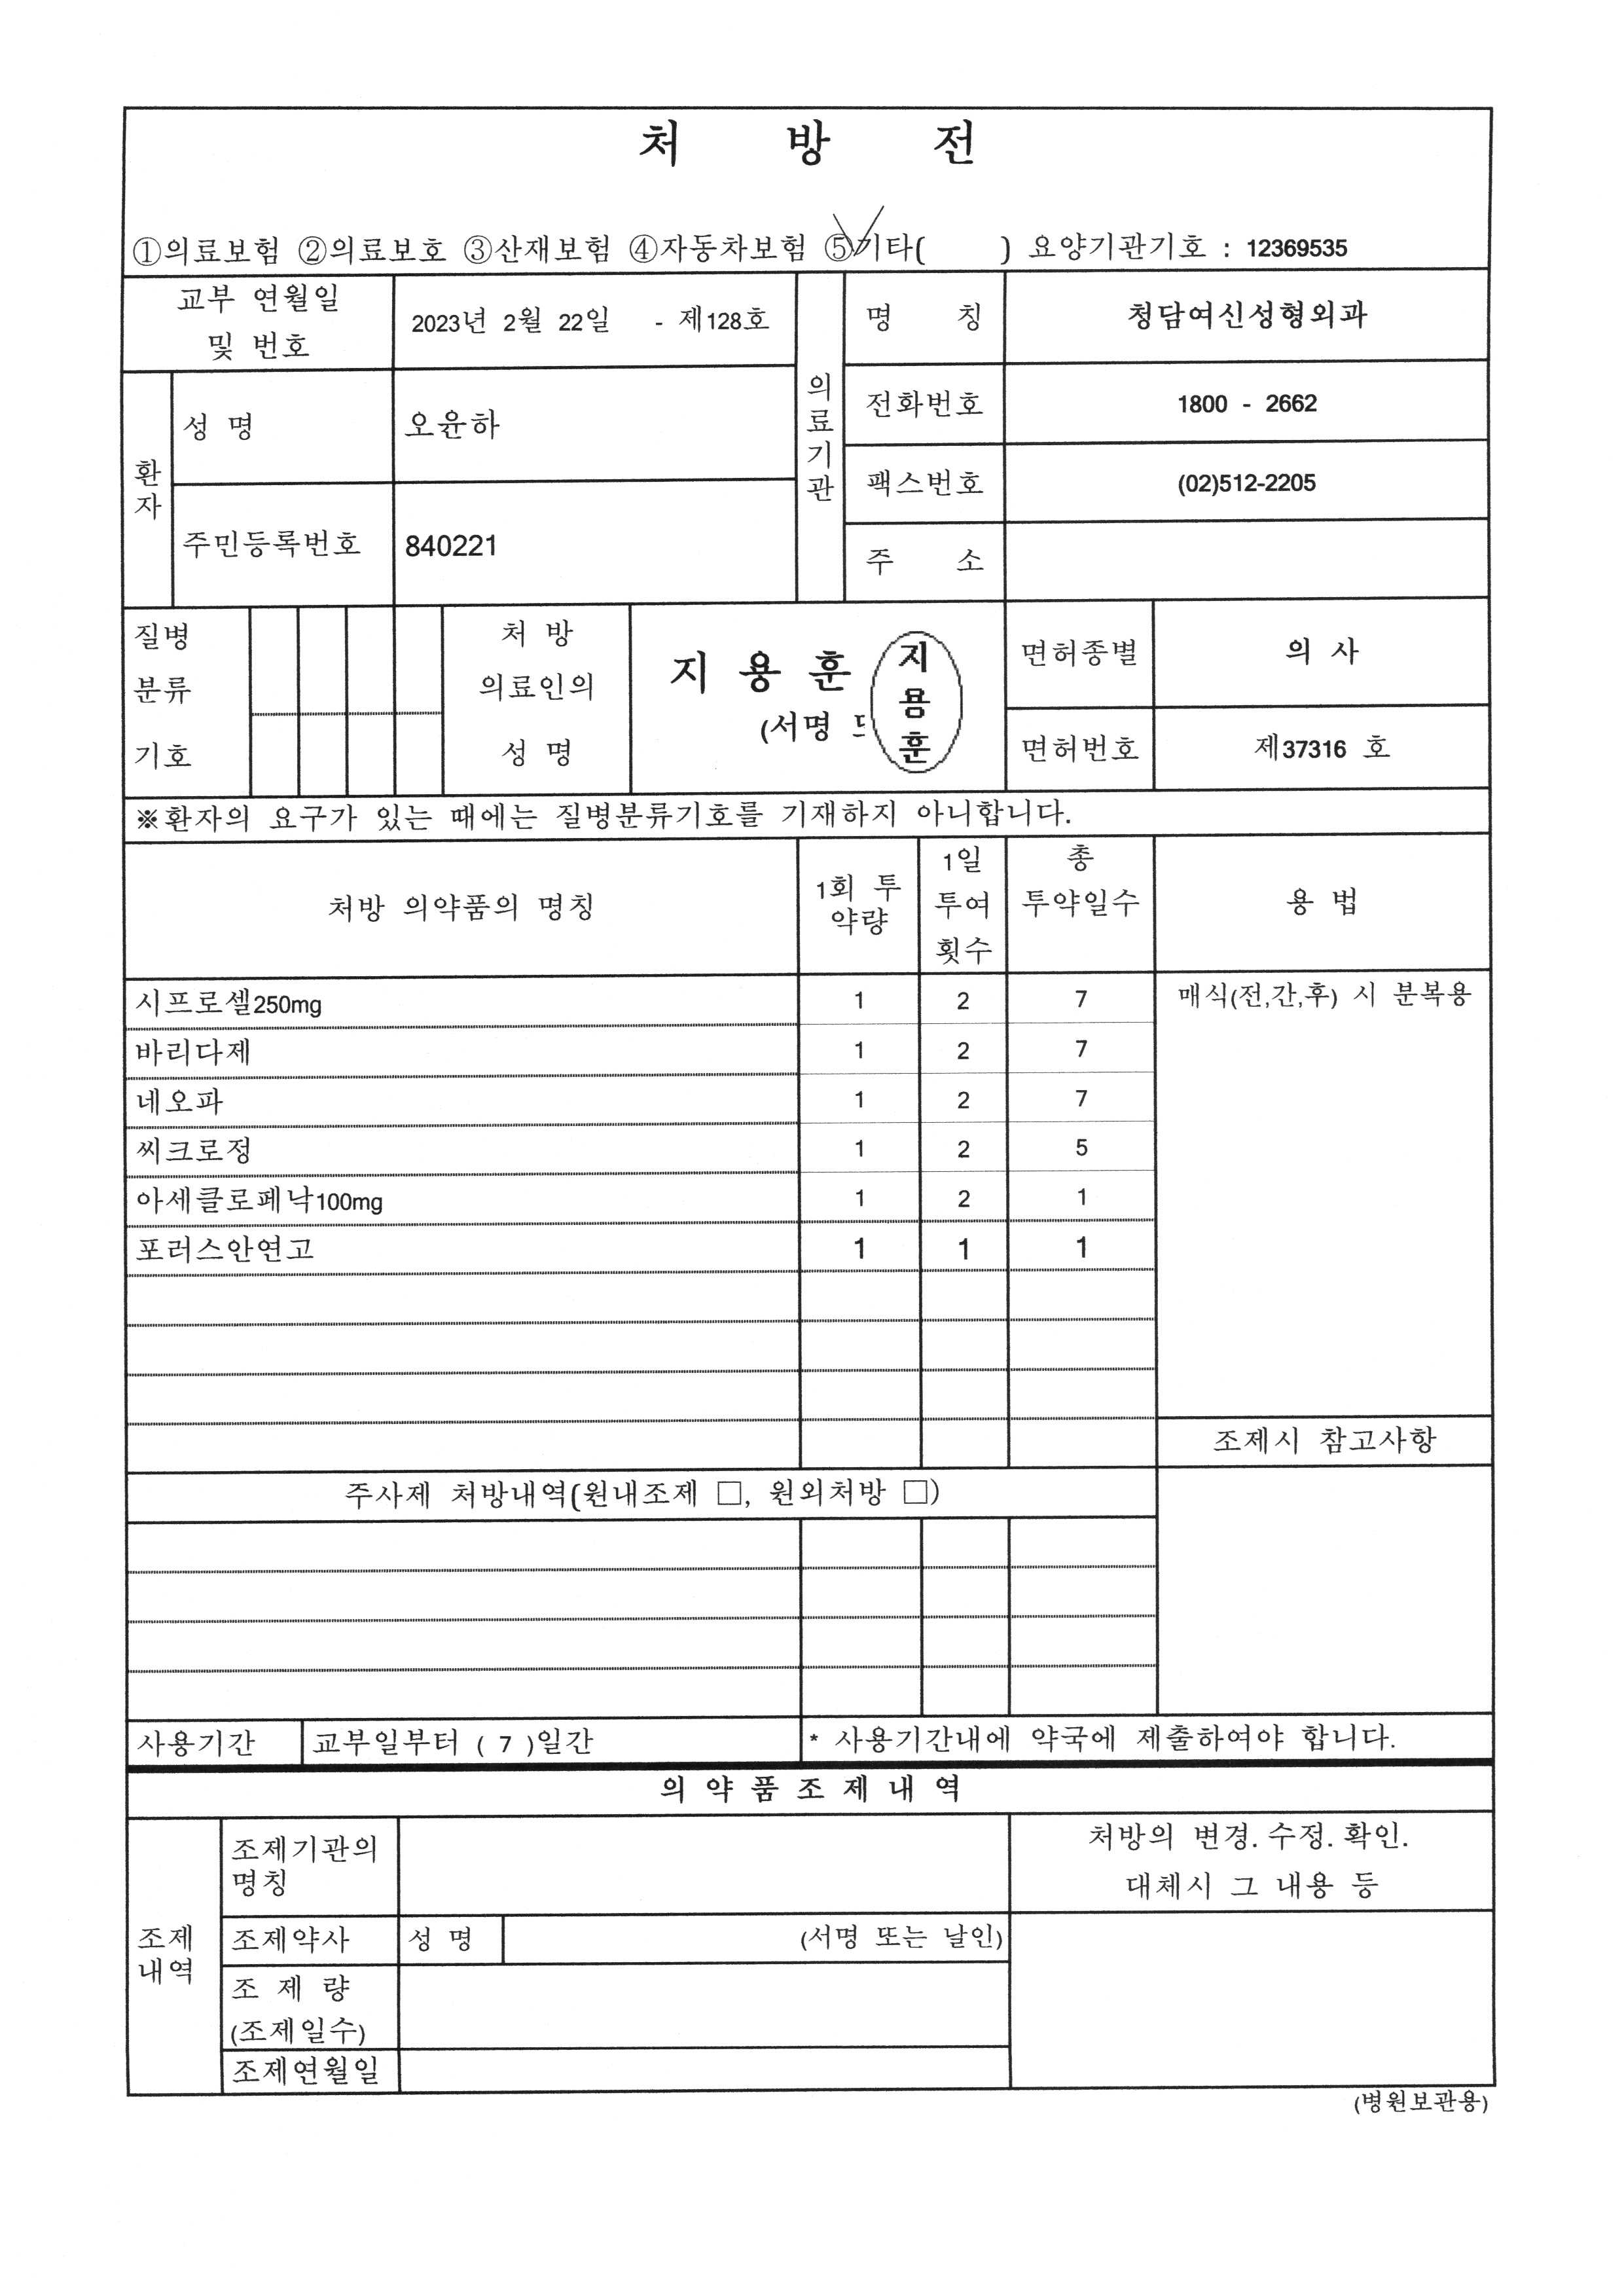 처 방 전
①의료보험 ②의료보호 ③산재보험 ④자동차보험 ⑤기타( ) 요양기관기호 : 12369535
교부 연월일
및 번호
2023년 2월 22일 - 제128호
의료기관
명 칭
청담여신성형외과
전화번호
1800 - 2662
팩스번호
(02)512-2205
주 소
환자
성 명
오윤하
주민등록번호
840221
질병
분류
기호
처 방
의료인의
성 명
지 용 훈
(서명
지용훈
면허종별
의 사
면허번호
제37316 호
※환자의 요구가 있는 때에는 질병분류기호를 기재하지 아니합니다.
처방 의약품의 명칭
1회 투
약량
1일
투여
횟수
총
투약일수
용 법
시프로셀250mg 1 2 7 매식(전,간,후) 시 분복용
바리다제 1 2 7
네오파 1 2 7
씨크로정 1 2 5
아세클로페낙100mg 1 2 1
포러스안연고 1 1 1
조제시 참고사항
주사제 처방내역(원내조제 □, 원외처방 □)
사용기간 교부일부터 ( 7 )일간 * 사용기간내에 약국에 제출하여야 합니다.
의 약 품 조 제 내 역
조제
내역
조제기관의
명칭
처방의 변경. 수정. 확인.
대체시 그 내용 등
조제약사 성 명 (서명 또는 날인)
조 제 량
(조제일수)
조제연월일
(병원보관용)